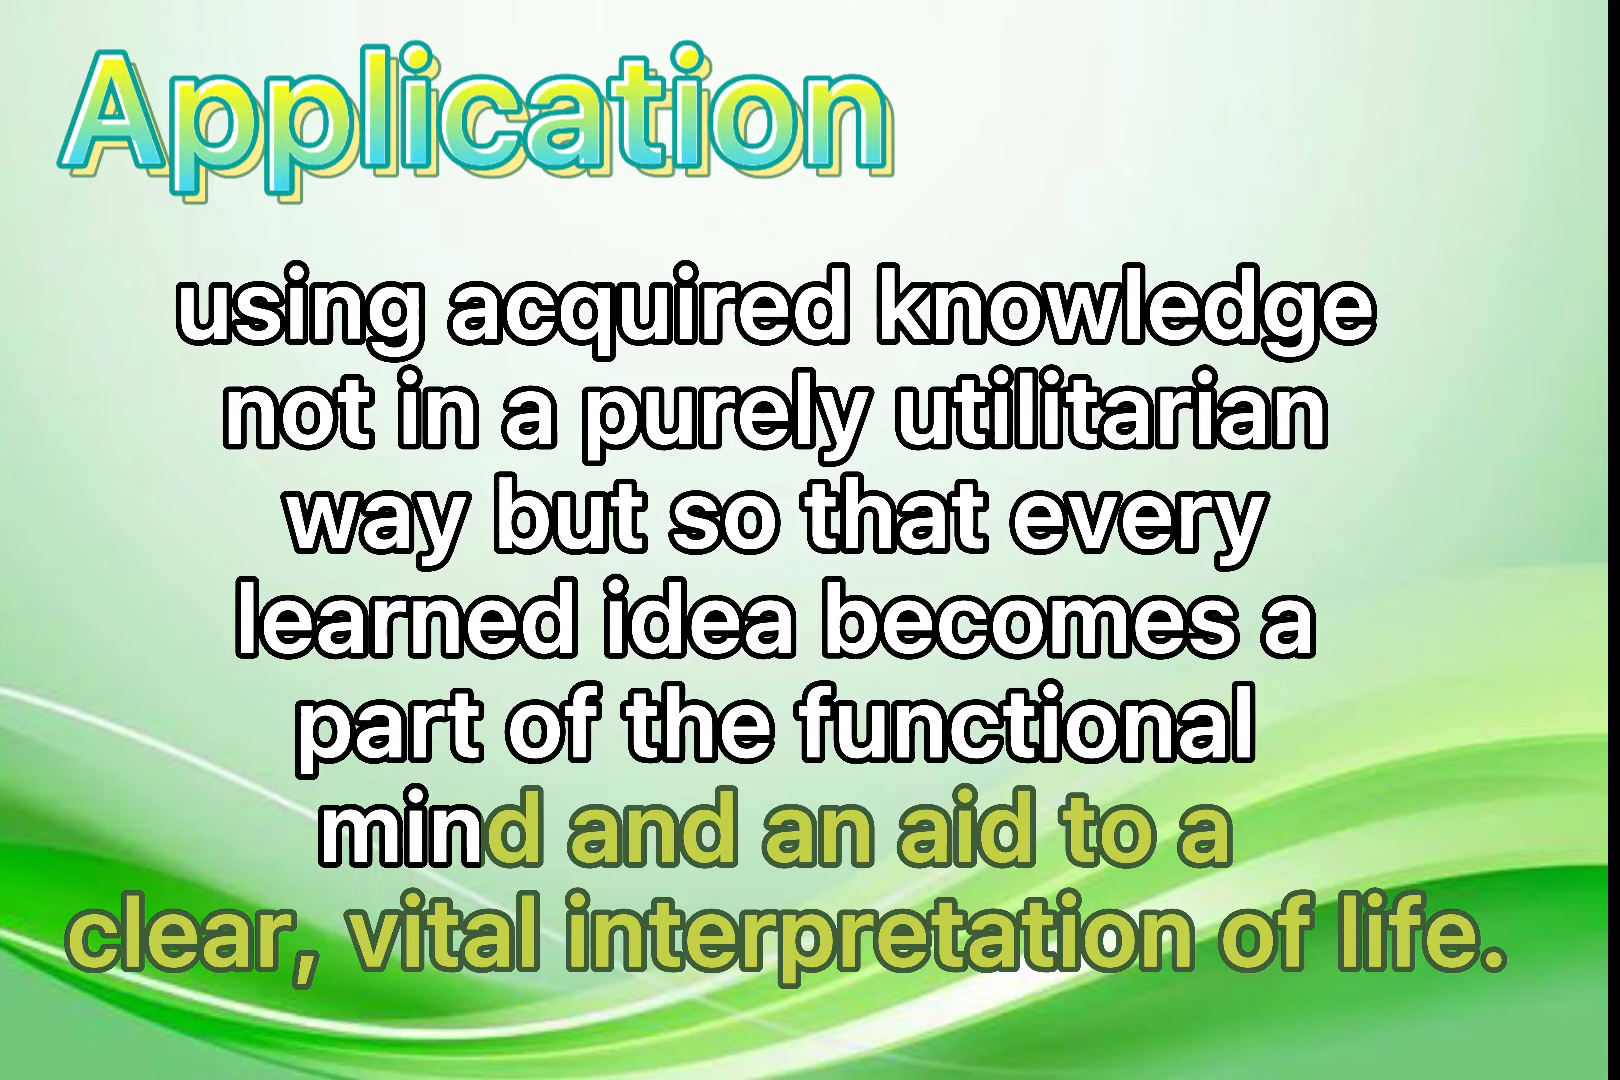 Application
using acquired knowledge
not in a purely utilitarian
way but so that every
learned idea becomes a
part of the functional
mind and an aid to a
clear, vital interpretation of life.